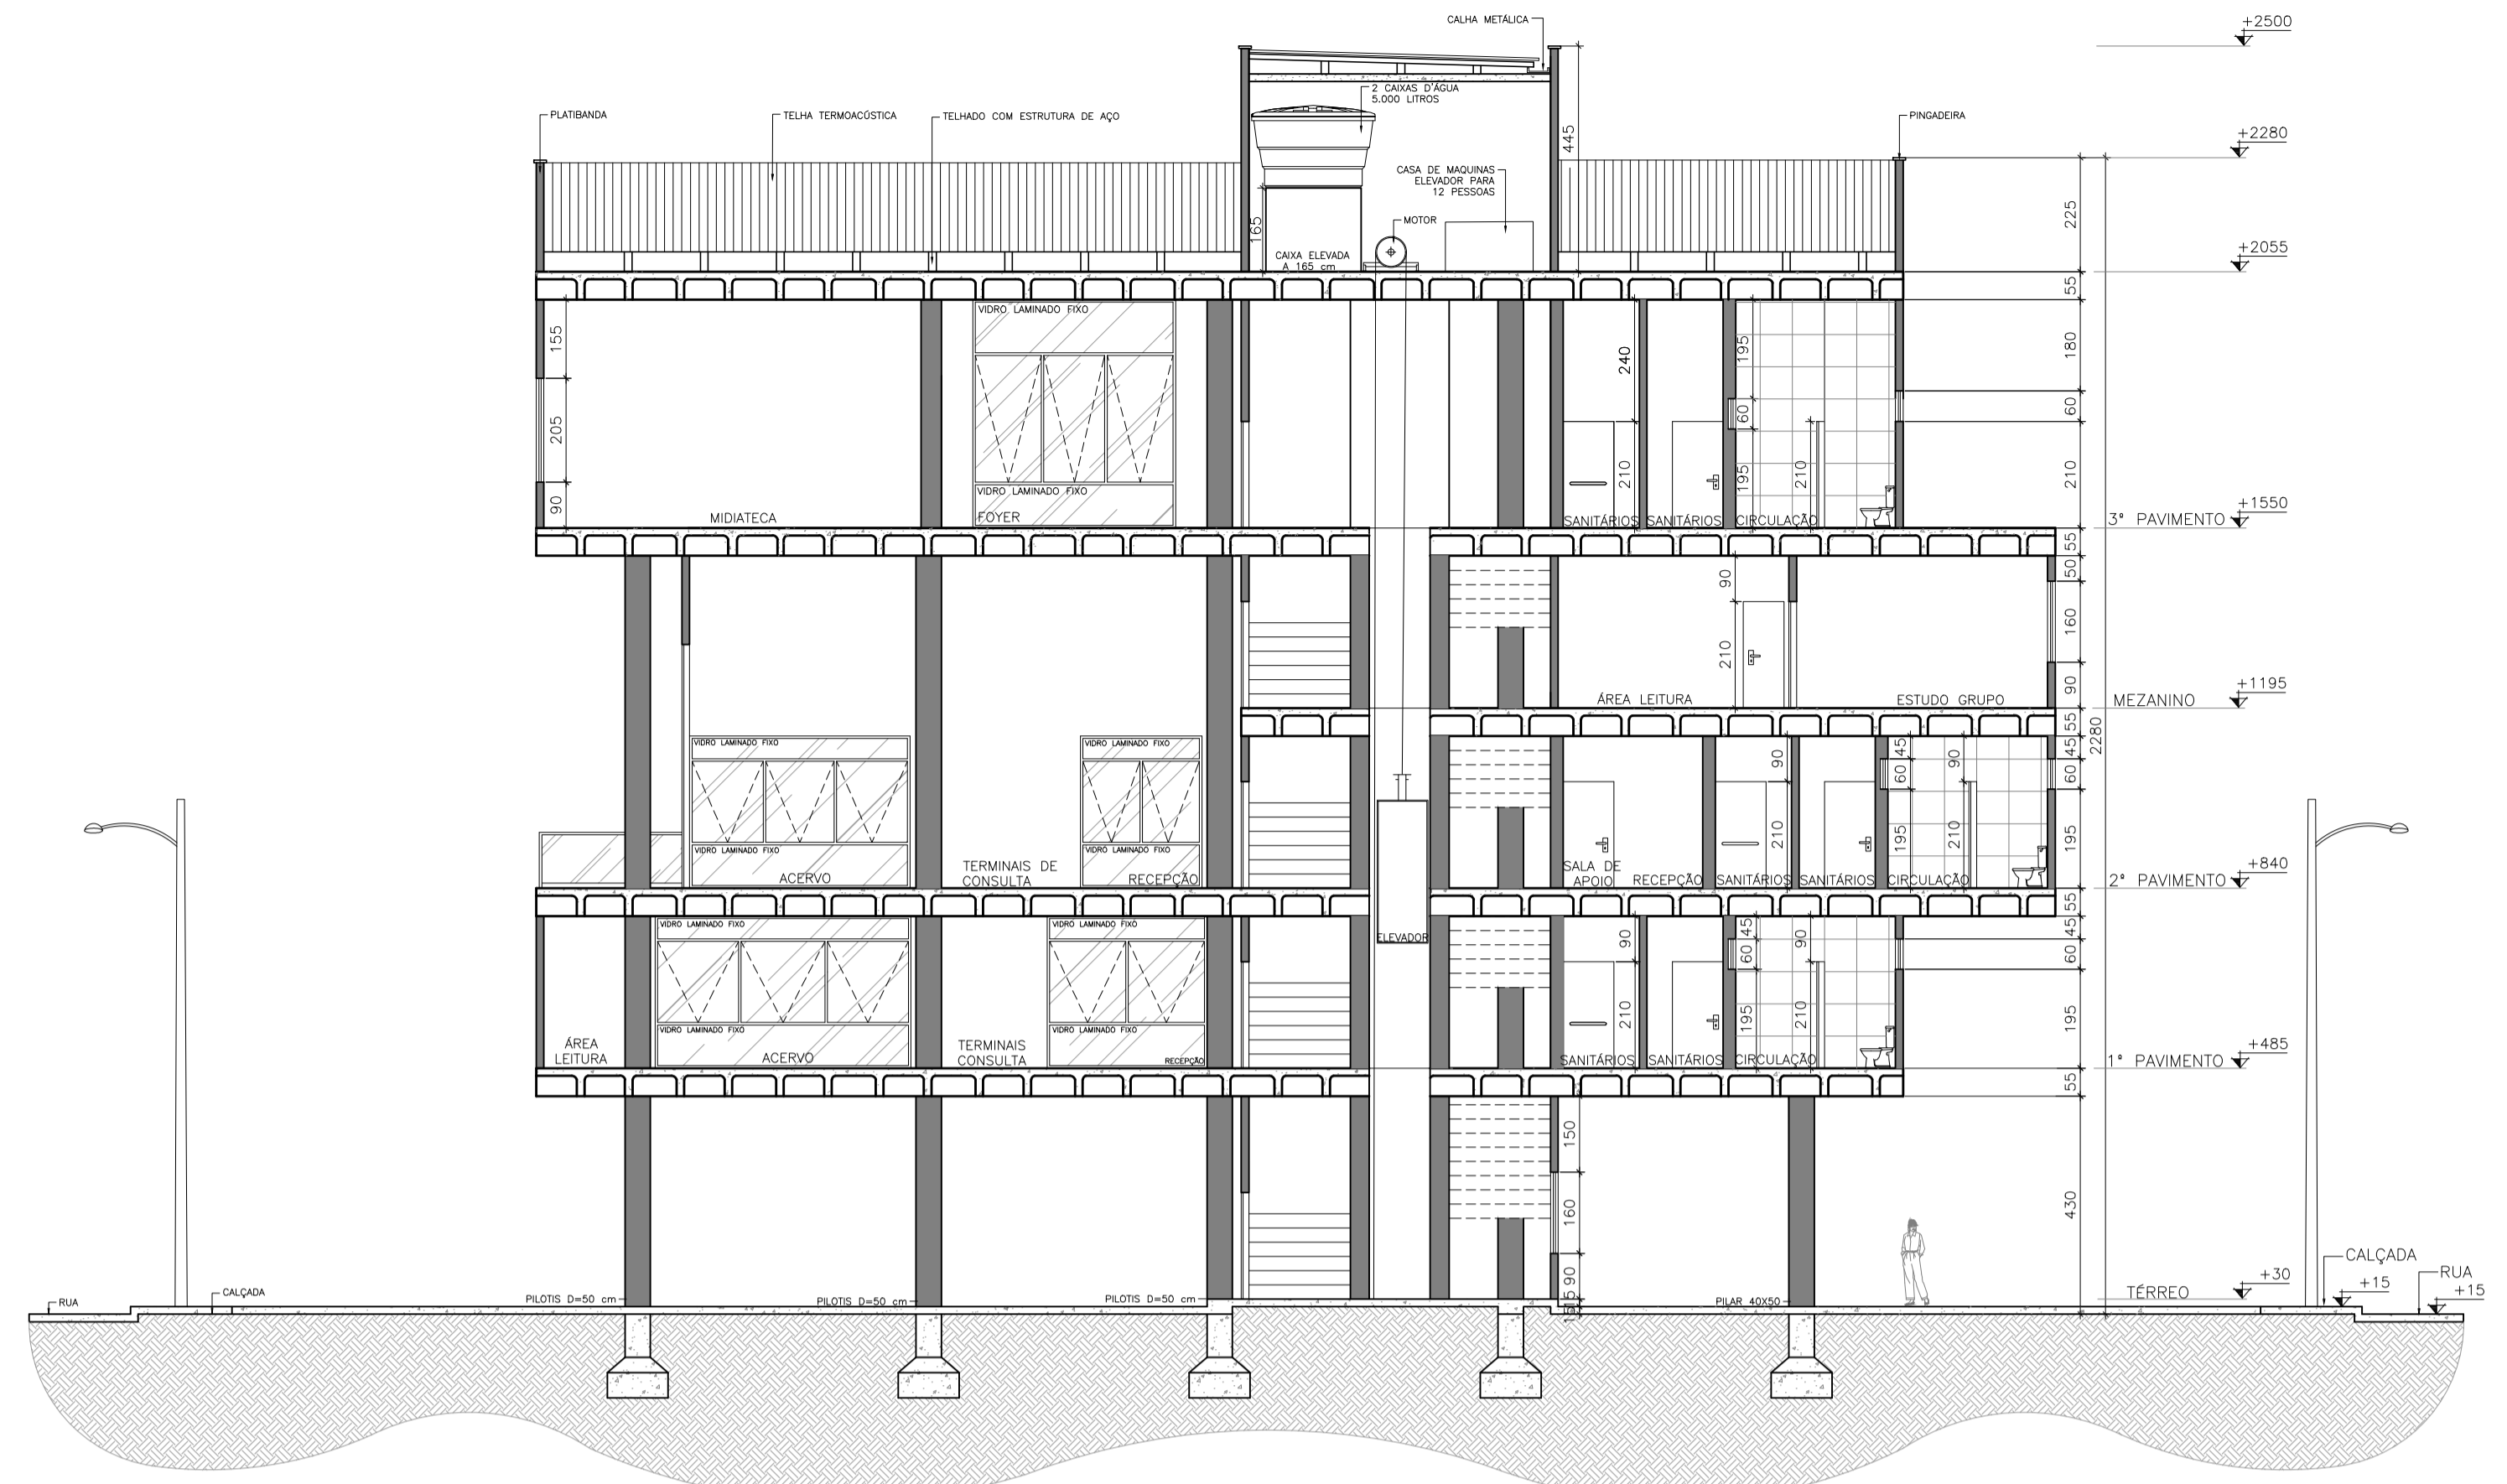 CALHA METÁLICA
+2500
2 CAIXAS D'ÁGUA
5.000 LITROS
PLATIBANDA
TELHA TERMOACÚSTICA
TELHADO COM ESTRUTURA DE AÇO
PINGADEIRA
445
+2280
CASA DE MAQUINAS
ELEVADOR PARA
12 PESSOAS
MOTOR
165
CAIXA ELEVADA
A 165 cm
225
+2055
55
VIDRO LAMINADO FIXO
155
205
90
240
210
195
60
195
210
180
60
210
VIDRO LAMINADO FIXO
MIDIATECA
FOYER
SANITÁRIOS
SANITÁRIOS
CIRCULAÇÃO
3ª PAVIMENTO
+1550
55
50
90
210
160
90
ÁREA LEITURA
ESTUDO GRUPO
MEZANINO
+1195
55
2280
VIDRO LAMINADO FIXO
VIDRO LAMINADO FIXO
90
210
45
60
195
90
210
45
60
195
VIDRO LAMINADO FIXO
VIDRO LAMINADO FIXO
ACERVO
TERMINAIS DE
CONSULTA
RECEPÇÃO
SALA DE
APOIO
RECEPÇÃO
SANITÁRIOS
SANITÁRIOS
CIRCULAÇÃO
2ª PAVIMENTO
+840
55
VIDRO LAMINADO FIXO
VIDRO LAMINADO FIXO
ELEVADOR
90
210
45
60
195
90
210
45
60
195
VIDRO LAMINADO FIXO
VIDRO LAMINADO FIXO
ÁREA
LEITURA
ACERVO
TERMINAIS
CONSULTA
RECEPÇÃO
SANITÁRIOS
SANITÁRIOS
CIRCULAÇÃO
1ª PAVIMENTO
+485
55
150
160
90
15
15
430
RUA
CALÇADA
PILOTIS D=50 cm
PILOTIS D=50 cm
PILOTIS D=50 cm
PILAR 40X50
TÉRREO
+30
CALÇADA
+15
RUA
+15